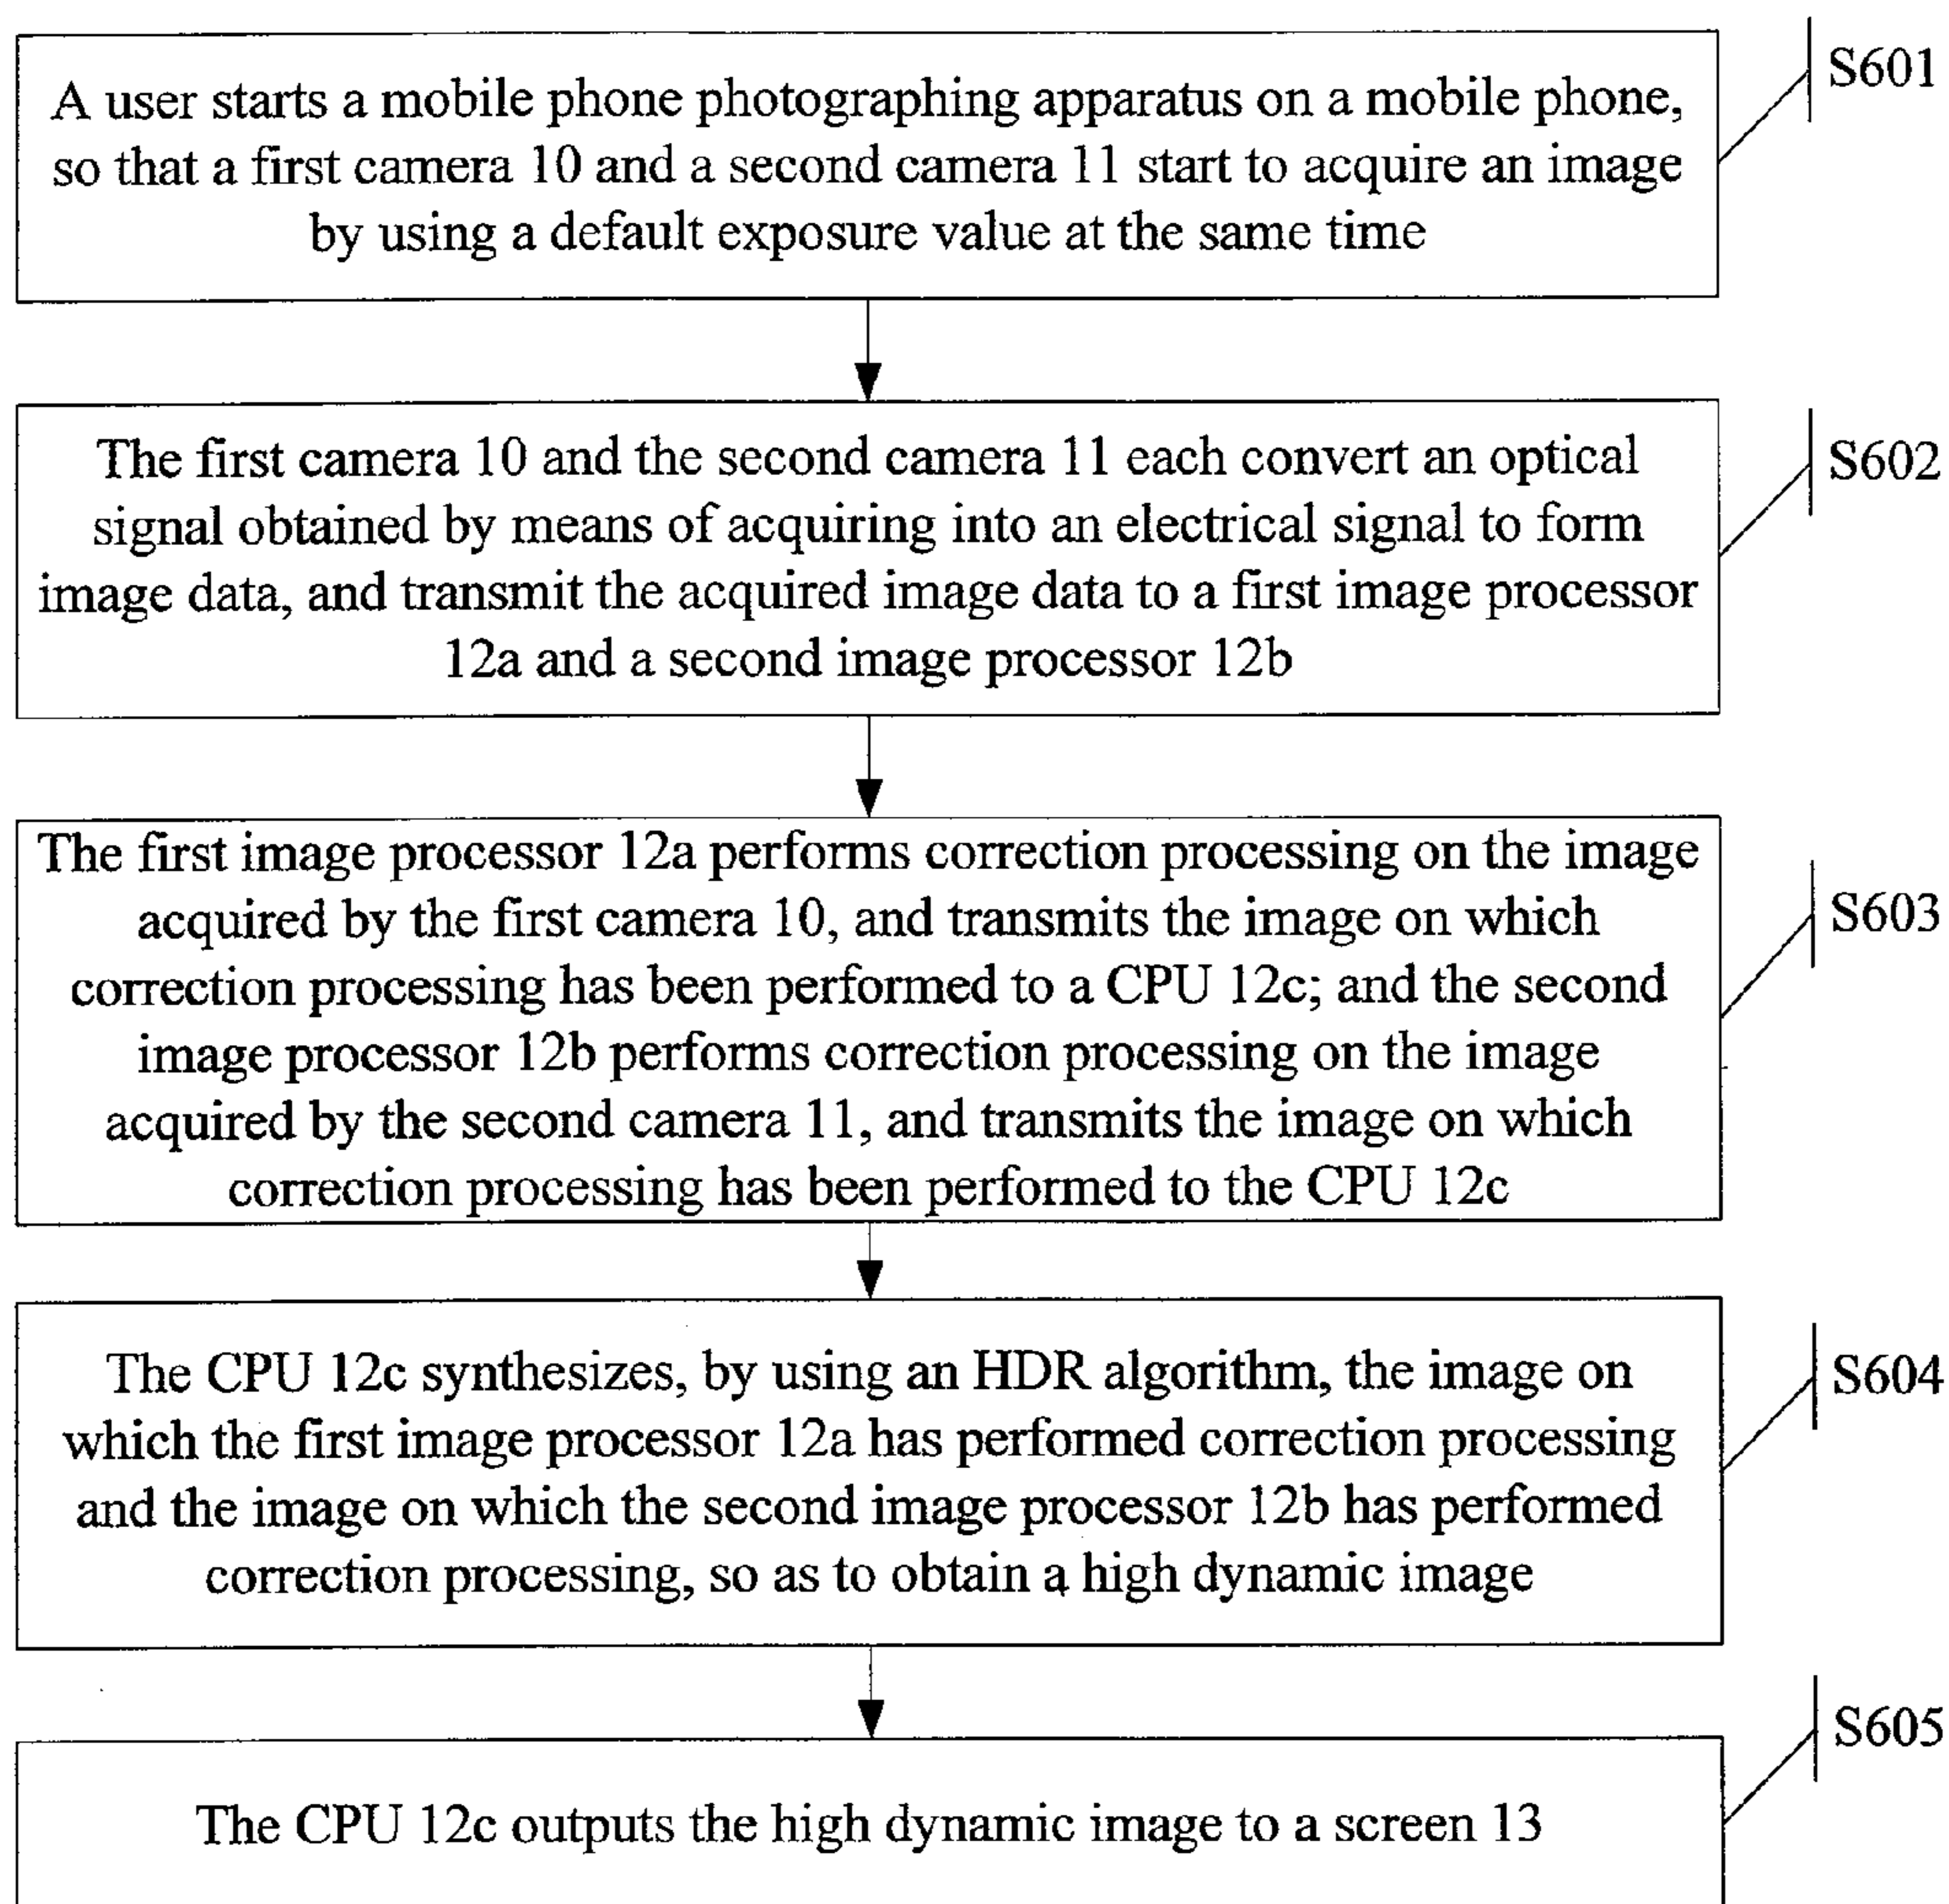 A user starts a mobile phone photographing apparatus on a mobile phone,
so that a first camera 10 and a second camera 11 start to acquire an image
by using a default exposure value at the same time
S601
The first camera 10 and the second camera 11 each convert an optical
signal obtained by means of acquiring into an electrical signal to form
image data, and transmit the acquired image data to a first image processor
12a and a second image processor 12b
S602
The first image processor 12a performs correction processing on the image
acquired by the first camera 10, and transmits the image on which
correction processing has been performed to a CPU 12c; and the second
image processor 12b performs correction processing on the image
acquired by the second camera 11, and transmits the image on which
correction processing has been performed to the CPU 12c
S603
The CPU 12c synthesizes, by using an HDR algorithm, the image on
which the first image processor 12a has performed correction processing
and the image on which the second image processor 12b has performed
correction processing, so as to obtain a high dynamic image
S604
The CPU 12c outputs the high dynamic image to a screen 13
S605